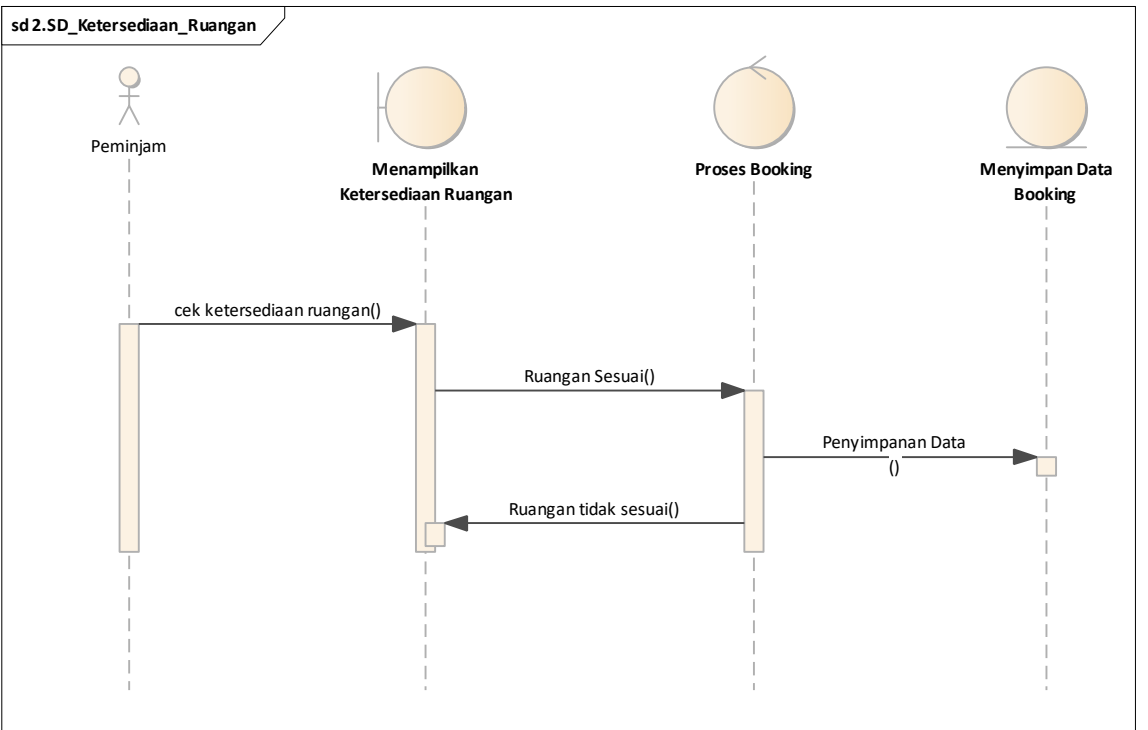 sd 2.SD_Ketersediaan_Ruangan
Peminjam
Menampilkan
Ketersediaan Ruangan
Proses Booking
Menyimpan Data
Booking
cek ketersediaan ruangan()
Ruangan Sesuai()
Penyimpanan Data
()
Ruangan tidak sesuai()